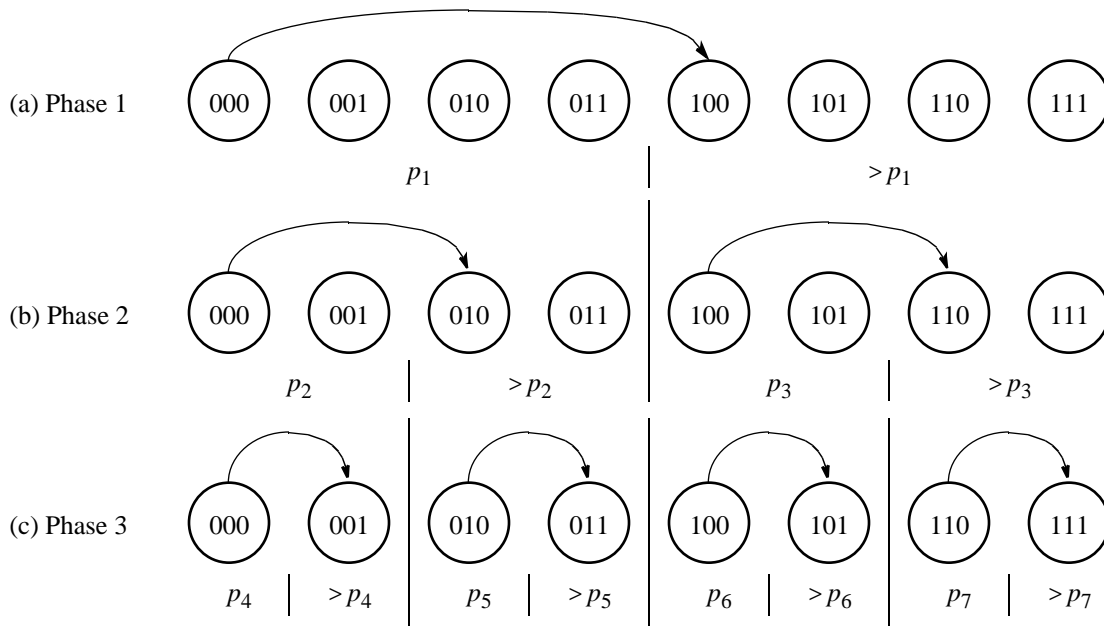 (a) Phase 1 000 001 010 011 100 101 110 111
p1 > p1
(b) Phase 2 000 001 010 011 100 101 110 111
p2 > p2 p3 > p3
(c) Phase 3 000 001 010 011 100 101 110 111
p4 > p4 p5 > p5 p6 > p6 p7 > p7